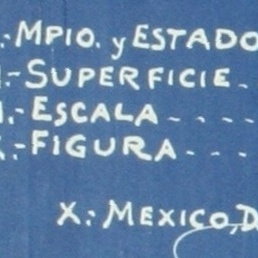 .- MPIO. y ESTADO
.- SUPERFICIE.
.- ESCALA - - - -
.- FIGURA - - - -
X.- MEXICO, D.